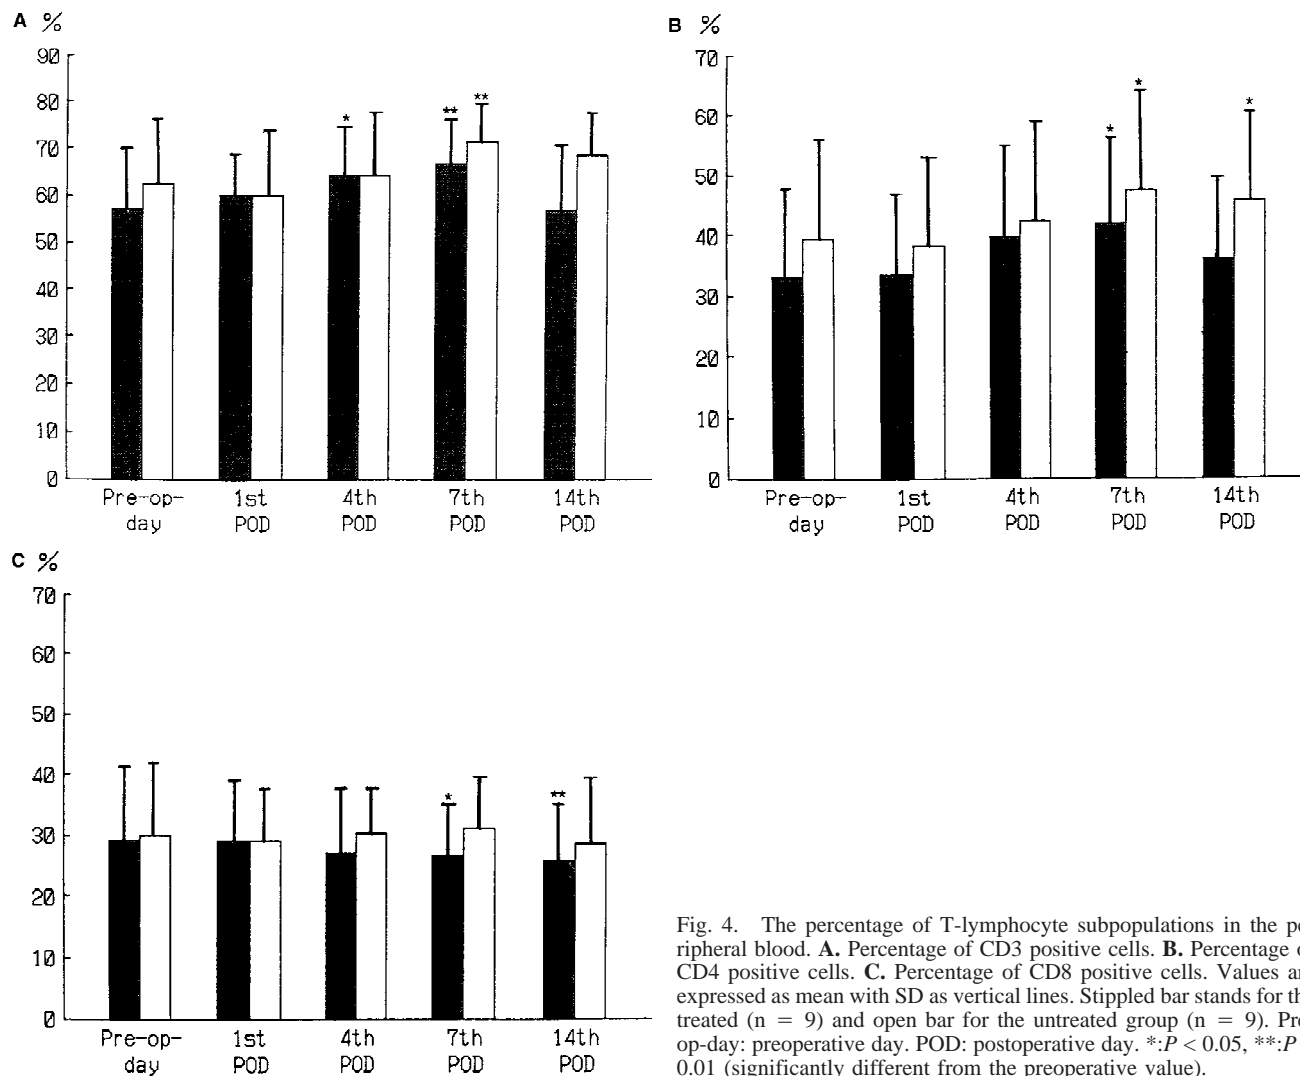 A %
90
80
70
60
50
40
30
20
10
0
* ** **
Pre-op- 1st 4th 7th 14th
day POD POD POD POD
B %
70
60
50
40
30
20
10
0
* * *
Pre-op- 1st 4th 7th 14th
day POD POD POD POD
C %
70
60
50
40
30
20
10
0
* **
Pre-op- 1st 4th 7th 14th
day POD POD POD POD
Fig. 4. The percentage of T-lymphocyte subpopulations in the pe
ripheral blood. A. Percentage of CD3 positive cells. B. Percentage o
CD4 positive cells. C. Percentage of CD8 positive cells. Values ar
expressed as mean with SD as vertical lines. Stippled bar stands for th
treated (n = 9) and open bar for the untreated group (n = 9). Pre
op-day: preoperative day. POD: postoperative day. *:P < 0.05, **:P
0.01 (significantly different from the preoperative value).